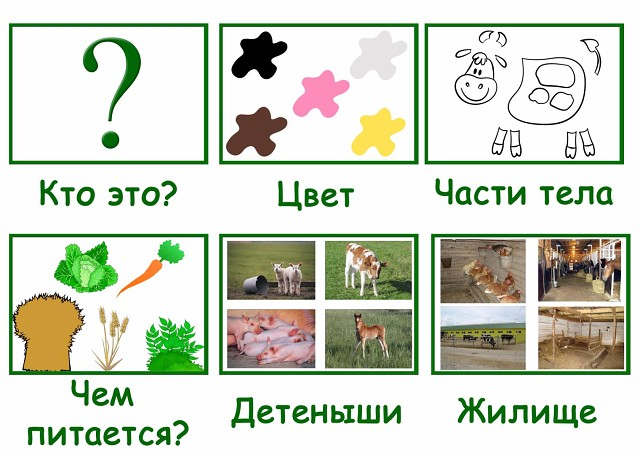 ?
Кто это?
Цвет
Части тела
Чем
питается?
Детеныши
Жилище